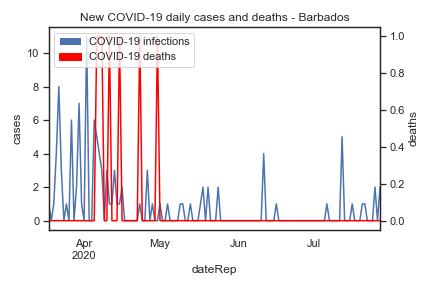 New COVID-19 daily cases and deaths - Barbados
COVID-19 infections
COVID-19 deaths
10
8
6
4
2
0
cases
1.0
0.8
0.6
0.4
0.2
0.0
deaths
Apr
2020
May
Jun
Jul
dateRep